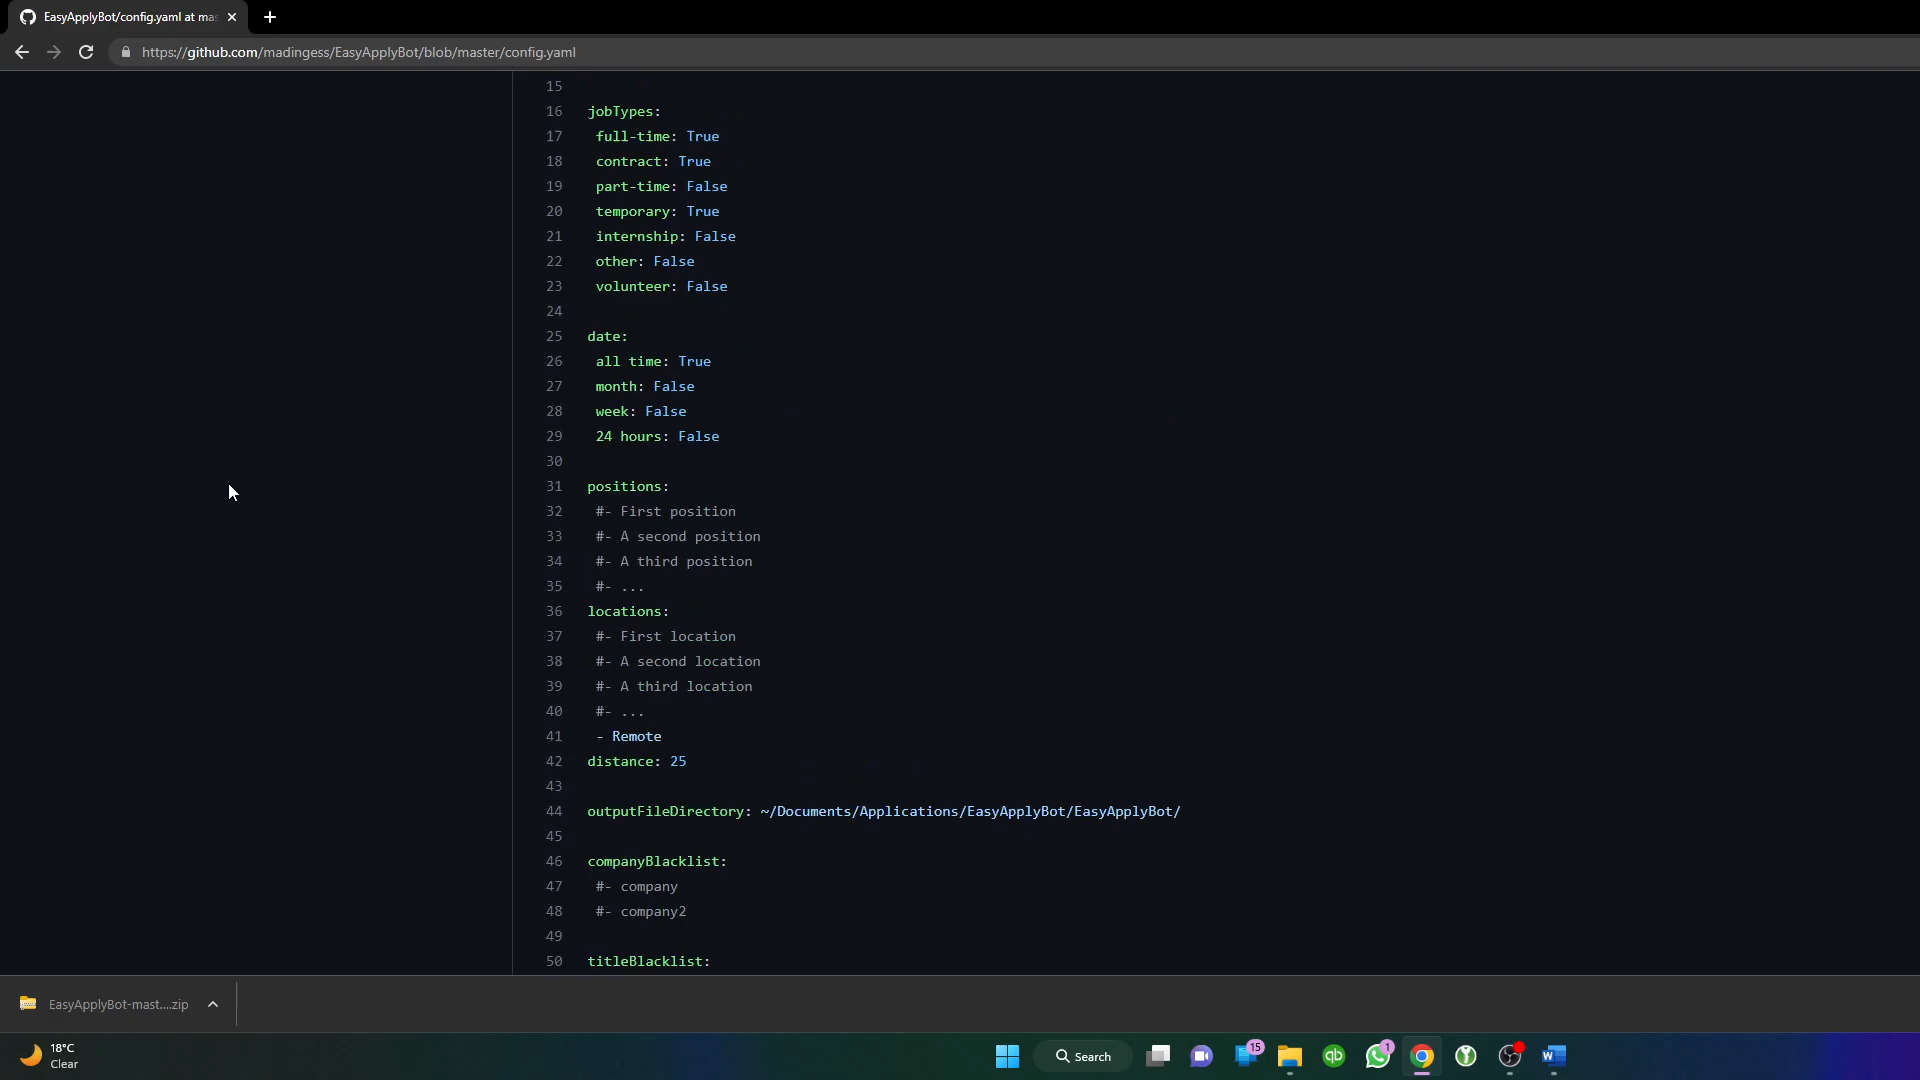 EasyApplyBot/config.yaml at mas
https://github.com/madingess/EasyApplyBot/blob/master/config.yaml
15
16 jobTypes:
17 full-time: True
18 contract: True
19 part-time: False
20 temporary: True
21 internship: False
22 other: False
23 volunteer: False
24
25 date:
26 all time: True
27 month: False
28 week: False
29 24 hours: False
30
31 positions:
32 #- First position
33 #- A second position
34 #- A third position
35 #- ...
36 locations:
37 #- First location
38 #- A second location
39 #- A third location
40 #- ...
41 - Remote
42 distance: 25
43
44 outputFileDirectory: ~/Documents/Applications/EasyApplyBot/EasyApplyBot/
45
46 companyBlacklist:
47 #- company
48 #- company2
49
50 titleBlacklist:
EasyApplyBot-mast....zip
18°C
Clear
Search
15
qb
1
W